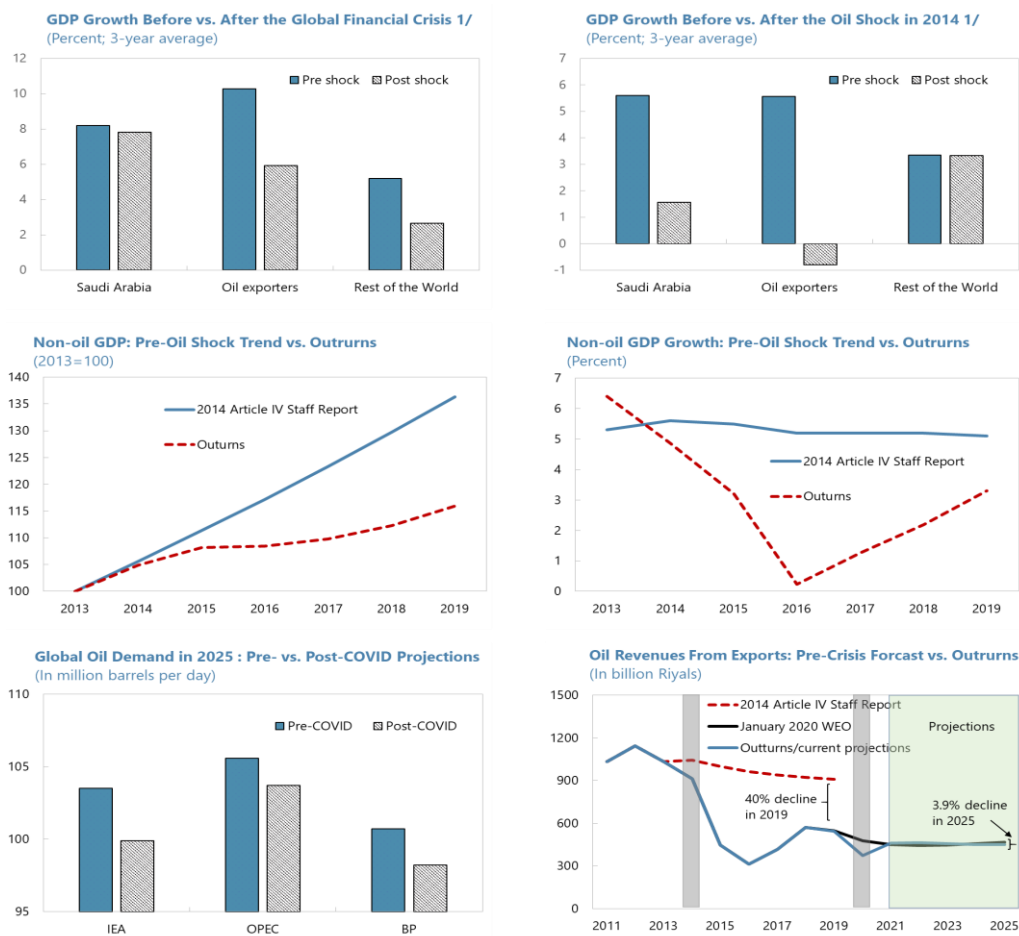 GDP Growth Before vs. After the Global Financial Crisis 1/
(Percent; 3-year average)
12
10
8
6
4
2
0
Pre shock
Post shock
Saudi Arabia
Oil exporters
Rest of the World
GDP Growth Before vs. After the Oil Shock in 2014 1/
(Percent; 3-year average)
7
6
5
4
3
2
1
0
-1
Pre shock
Post shock
Saudi Arabia
Oil exporters
Rest of the World
Non-oil GDP: Pre-Oil Shock Trend vs. Outruns
(2013=100)
140
135
130
125
120
115
110
105
100
2014 Article IV Staff Report
Outurns
2013 2014 2015 2016 2017 2018 2019
Non-oil GDP Growth: Pre-Oil Shock Trend vs. Outrurns
(Percent)
7
6
5
4
3
2
1
0
2014 Article IV Staff Report
Outurns
2013 2014 2015 2016 2017 2018 2019
Global Oil Demand in 2025 : Pre- vs. Post-COVID Projections
(In million barrels per day)
110
105
100
95
Pre-COVID
Post-COVID
IEA
OPEC
BP
Oil Revenues From Exports: Pre-Crisis Forcast vs. Outrurns
(In billion Riyals)
1500
1200
900
600
300
0
2014 Article IV Staff Report
January 2020 WEO
Outturns/current projections
Projections
40% decline
in 2019
3.9% decline
in 2025
2011 2013 2015 2017 2019 2021 2023 2025